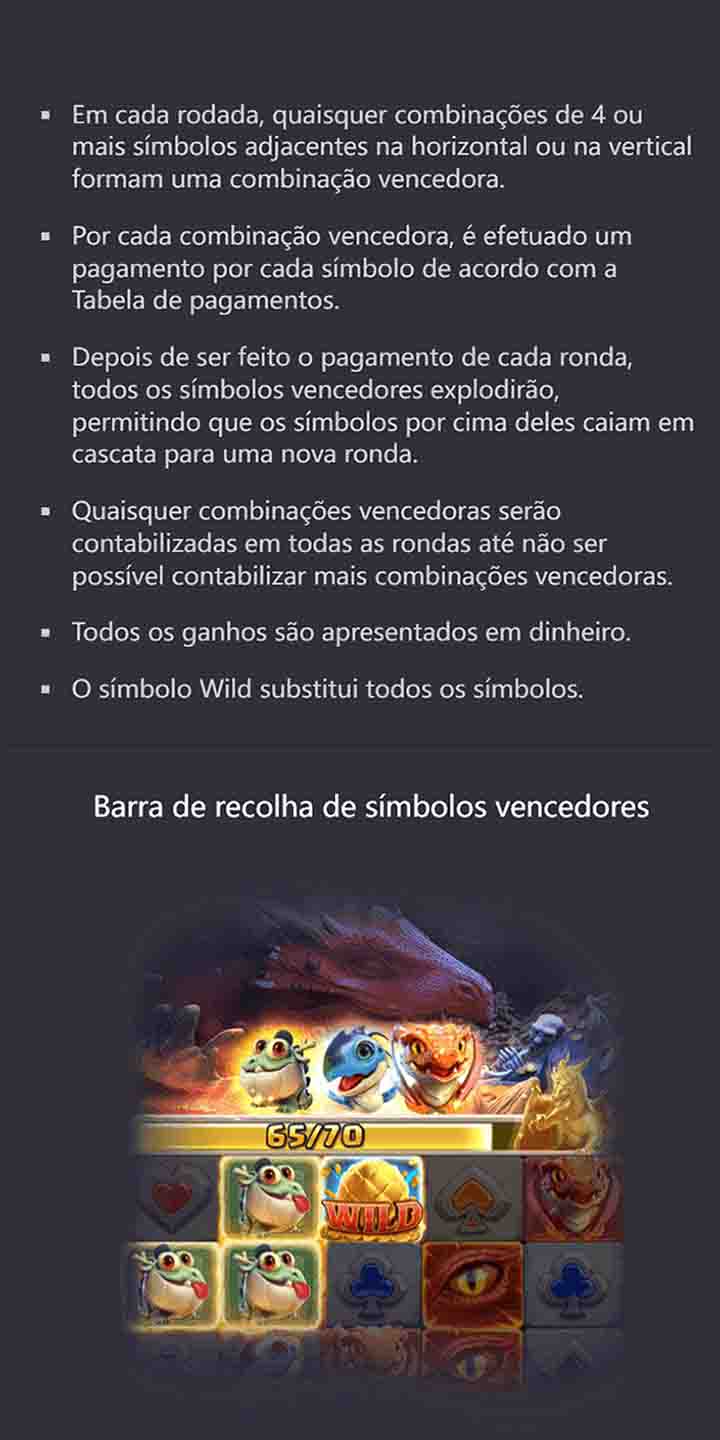 ▪ Em cada rodada, quaisquer combinações de 4 ou
mais símbolos adjacentes na horizontal ou na vertical
formam uma combinação vencedora.
▪ Por cada combinação vencedora, é efetuado um
pagamento por cada símbolo de acordo com a
Tabela de pagamentos.
▪ Depois de ser feito o pagamento de cada ronda,
todos os símbolos vencedores explodirão,
permitindo que os símbolos por cima deles caiam em
cascata para uma nova ronda.
▪ Quaisquer combinações vencedoras serão
contabilizadas em todas as rondas até não ser
possível contabilizar mais combinações vencedoras.
▪ Todos os ganhos são apresentados em dinheiro.
▪ O símbolo Wild substitui todos os símbolos.
Barra de recolha de símbolos vencedores
65/70
WILD